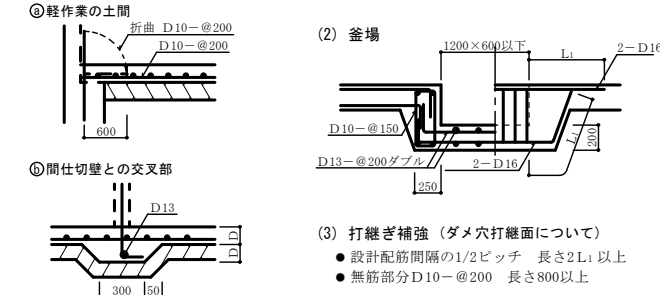 ⓐ軽作業の土間
折曲 D10-@200
D10-@200
600
ⓑ間仕切壁との交叉部
D13
D
D
300
50
(2) 釜場
1200×600以下
L₁
2-D16
D10-@150
D13-@200ダブル
2-D16
L₁
200
250
(3) 打継ぎ補強 (ダメ穴打継面について)
● 設計配筋間隔の1/2ピッチ 長さ2L₁以上
● 無筋部分D10-@200 長さ800以上